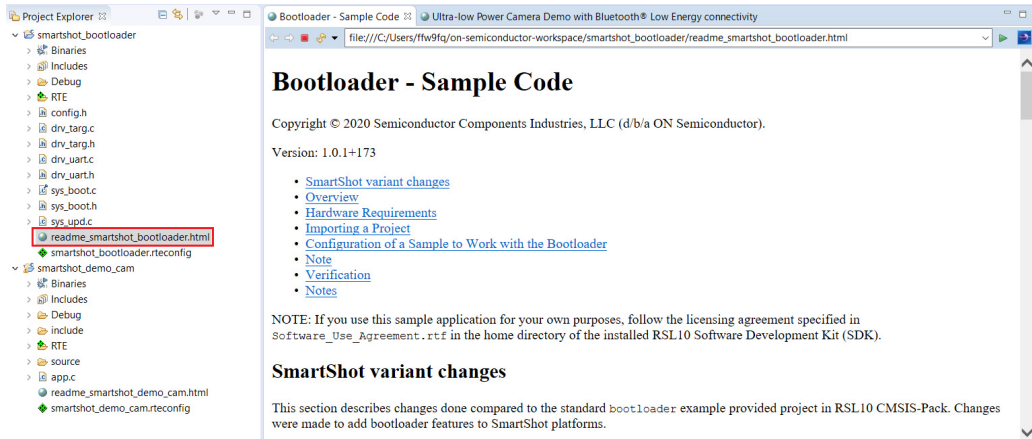 Project Explorer
smartshot_bootloader
Binaries
Includes
Debug
RTE
config.h
drv_targ.c
drv_targ.h
drv_uart.c
drv_uart.h
sys_boot.c
sys_boot.h
sys_upd.c
readme_smartshot_bootloader.html
smartshot_bootloader.rteconfig
smartshot_demo_cam
Binaries
Includes
Debug
include
RTE
source
app.c
readme_smartshot_demo_cam.html
smartshot_demo_cam.rteconfig
Bootloader - Sample Code
Ultra-low Power Camera Demo with Bluetooth® Low Energy connectivity
file:///C:/Users/ffw9fq/on-semiconductor-workspace/smartshot_bootloader/readme_smartshot_bootloader.html
Bootloader - Sample Code
Copyright © 2020 Semiconductor Components Industries, LLC (d/b/a ON Semiconductor).
Version: 1.0.1+173
• SmartShot variant changes
• Overview
• Hardware Requirements
• Importing a Project
• Configuration of a Sample to Work with the Bootloader
• Note
• Verification
• Notes
NOTE: If you use this sample application for your own purposes, follow the licensing agreement specified in
Software_Use_Agreement.rtf in the home directory of the installed RSL10 Software Development Kit (SDK).
SmartShot variant changes
This section describes changes done compared to the standard bootloader example provided project in RSL10 CMSIS-Pack. Changes
were made to add bootloader features to SmartShot platforms.